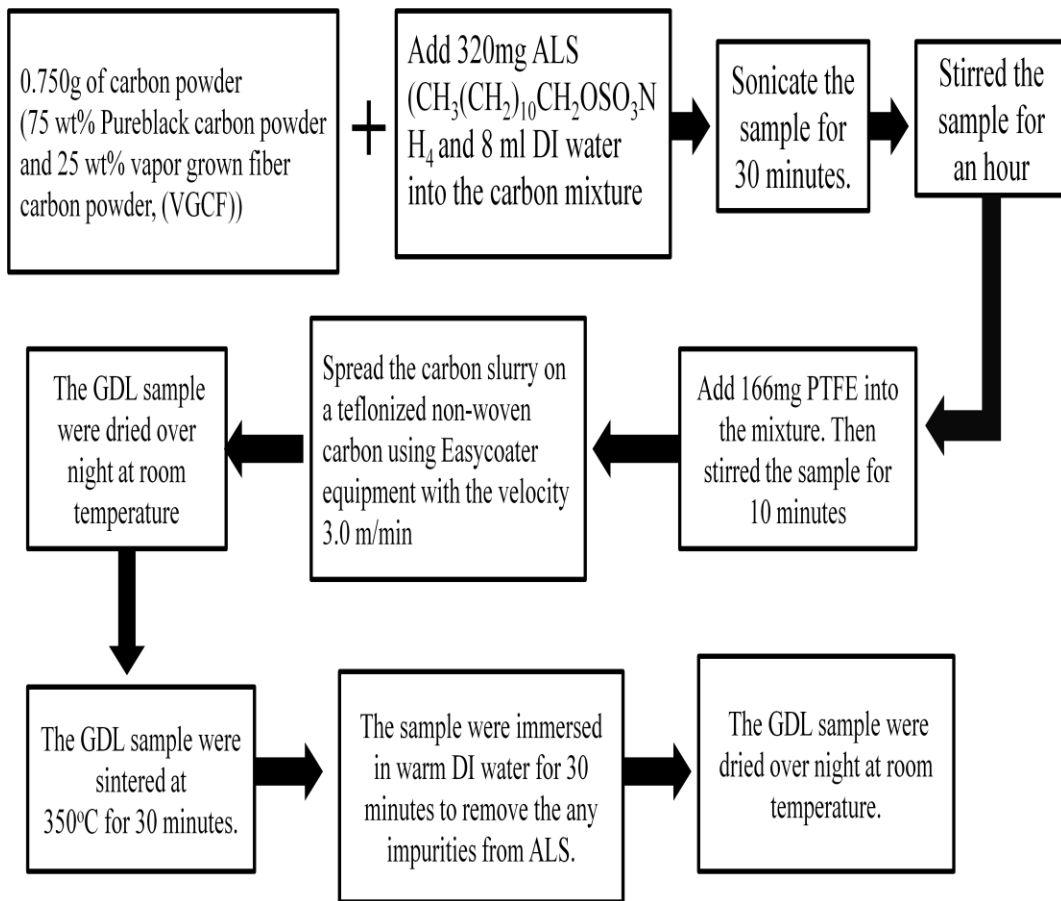 0.750g of carbon powder
(75 wt% Pureblack carbon powder
and 25 wt% vapor grown fiber
carbon powder, (VGCF))
+
Add 320mg ALS
(CH₃(CH₂)₁₀CH₂OSO₃N
H₄ and 8 ml DI water
into the carbon mixture
Sonicate the
sample for
30 minutes.
Stirred the
sample for
an hour
Add 166mg PTFE into
the mixture. Then
stirred the sample for
10 minutes
Spread the carbon slurry on
a teflonized non-woven
carbon using Easycoater
equipment with the velocity
3.0 m/min
The GDL sample
were dried over
night at room
temperature
The GDL sample were
sintered at
350°C for 30 minutes.
The sample were immersed
in warm DI water for 30
minutes to remove the any
impurities from ALS.
The GDL sample were
dried over night at room
temperature.